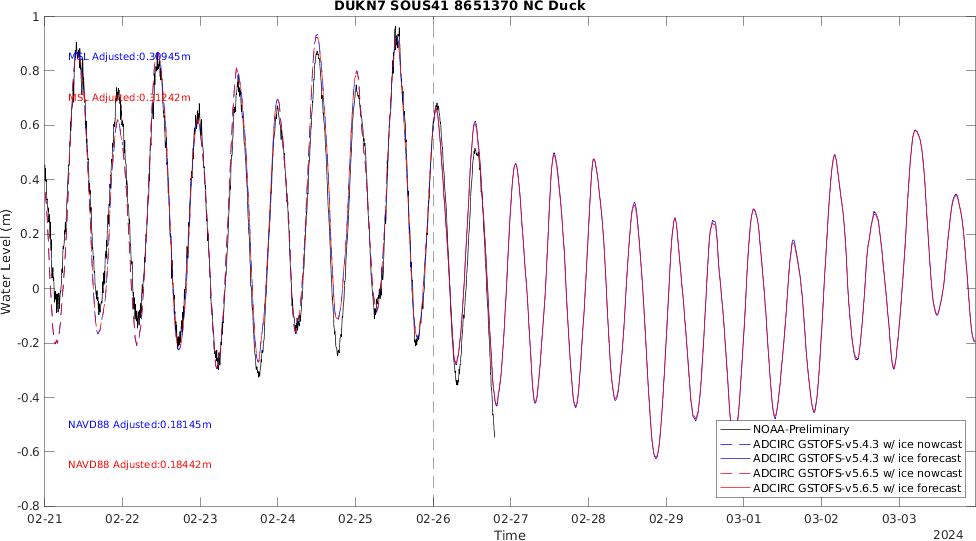 DUKN7 SOUS41 8651370 NC Duck
1
0.8
0.6
0.4
0.2
0
-0.2
-0.4
-0.6
-0.8
Water Level (m)
MSL Adjusted:0.30945m
MSL Adjusted:0.31242m
NAVD88 Adjusted:0.18145m
NAVD88 Adjusted:0.18442m
NOAA-Preliminary
ADCIRC GSTOFS-v5.4.3 w/ ice nowcast
ADCIRC GSTOFS-v5.4.3 w/ ice forecast
ADCIRC GSTOFS-v5.6.5 w/ ice nowcast
ADCIRC GSTOFS-v5.6.5 w/ ice forecast
02-21 02-22 02-23 02-24 02-25 02-26 02-27 02-28 02-29 03-01 03-02 03-03
Time
2024